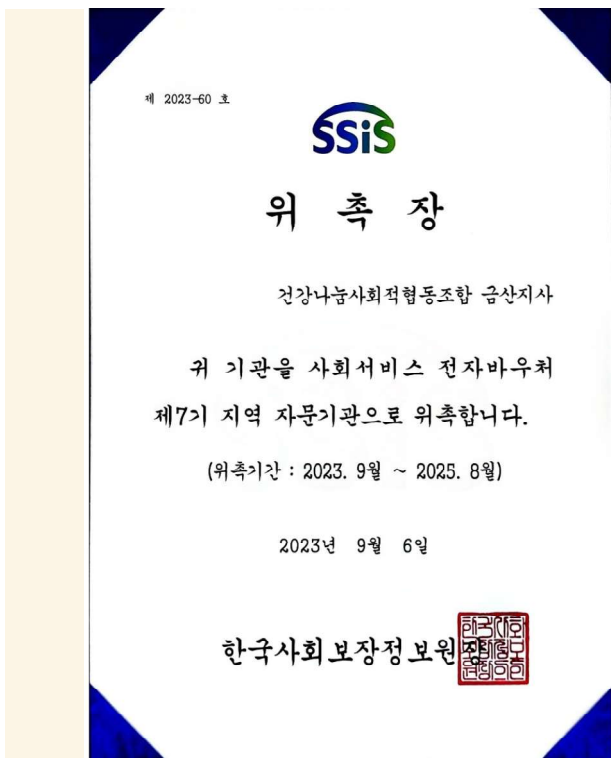 제 2023-60 호
SSiS
위 촉 장
건강나눔사회적협동조합 금산지사
귀 기관을 사회서비스 전자바우처
제7기 지역 자문기관으로 위촉합니다.
(위촉기간 : 2023. 9월 ~ 2025. 8월)
2023년 9월 6일
한국사회보장정보원장